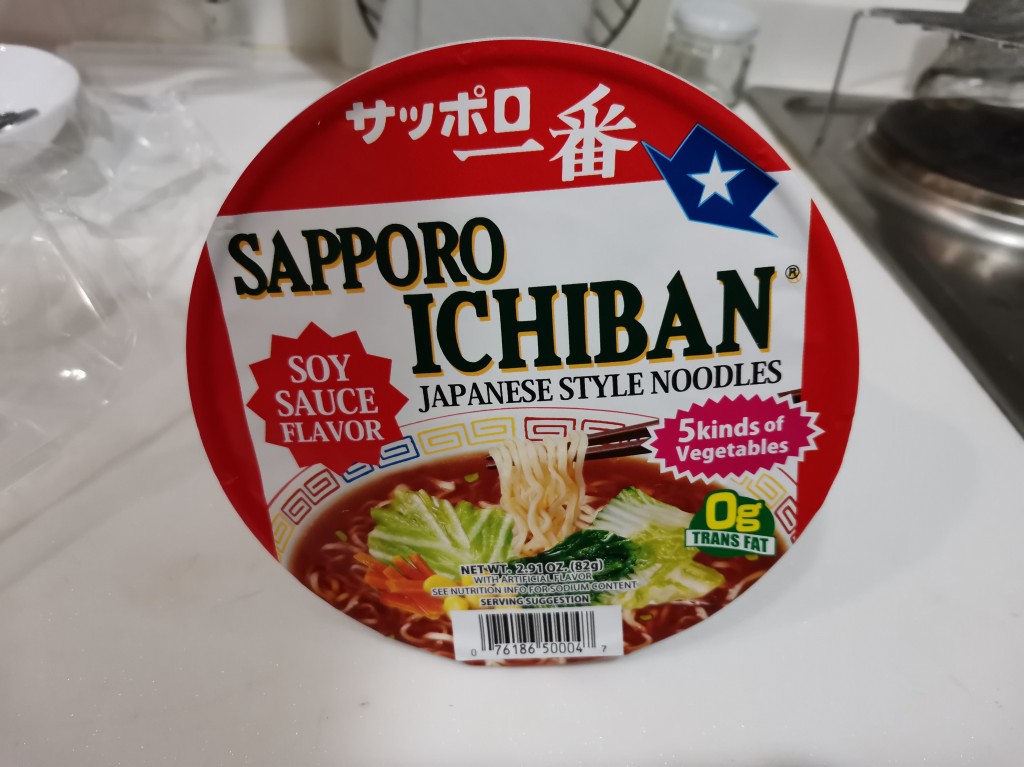 サッポロ
一番
SAPPORO
ICHIBAN®
JAPANESE STYLE NOODLES
SOY
SAUCE
FLAVOR
5kinds of
Vegetables
0g
TRANS FAT
NET WT. 2.91 OZ. (82g)
WITH ARTIFICIAL FLAVOR
SEE NUTRITION INFO FOR SODIUM CONTENT
SERVING SUGGESTION
0 76186 50004 7